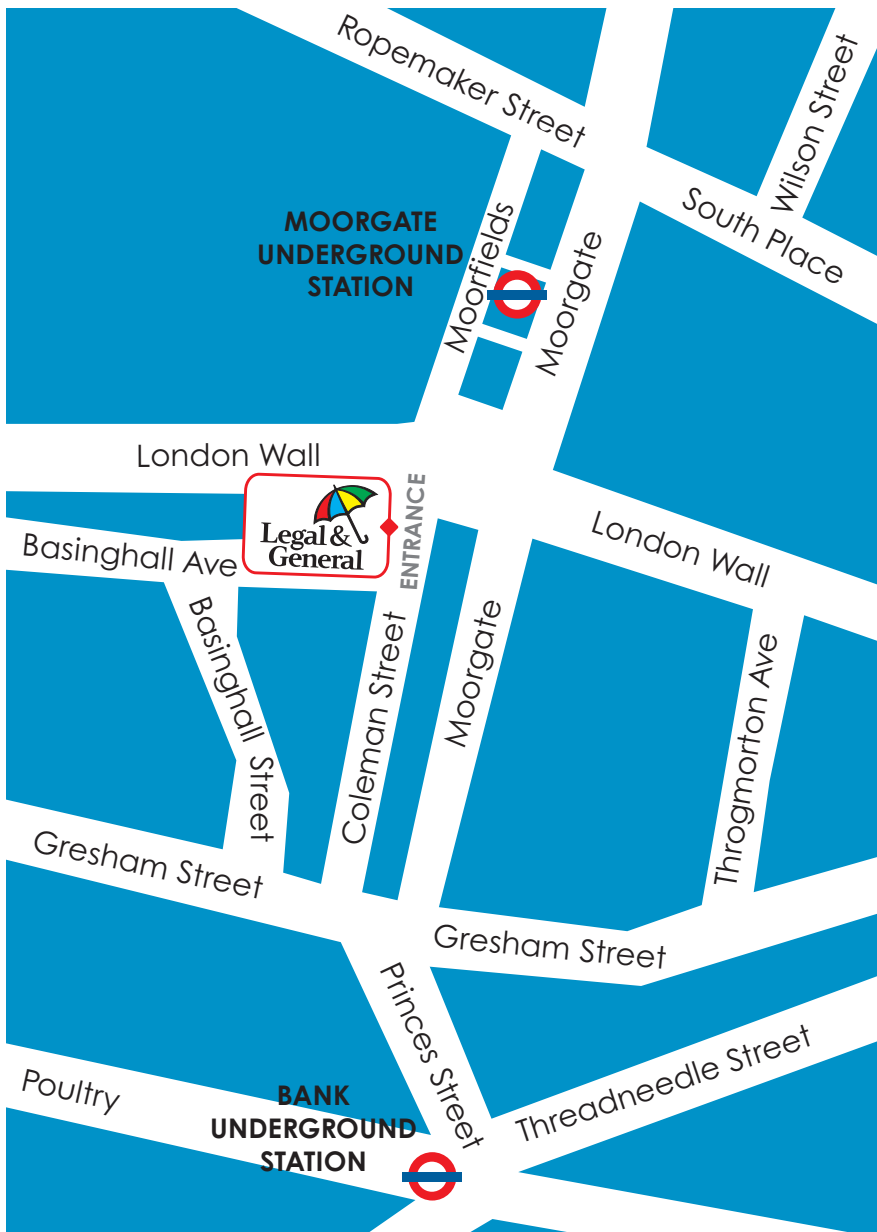 Ropemaker Street
Wilson Street
South Place
MOORGATE
UNDERGROUND
STATION
Moorfields
Moorgate
London Wall
Legal &
General
ENTRANCE
London Wall
Basinghall Ave
Basinghall Street
Coleman Street
Moorgate
Throgmorton Ave
Gresham Street
Gresham Street
Princes Street
Threadneedle Street
Poultry
BANK
UNDERGROUND
STATION